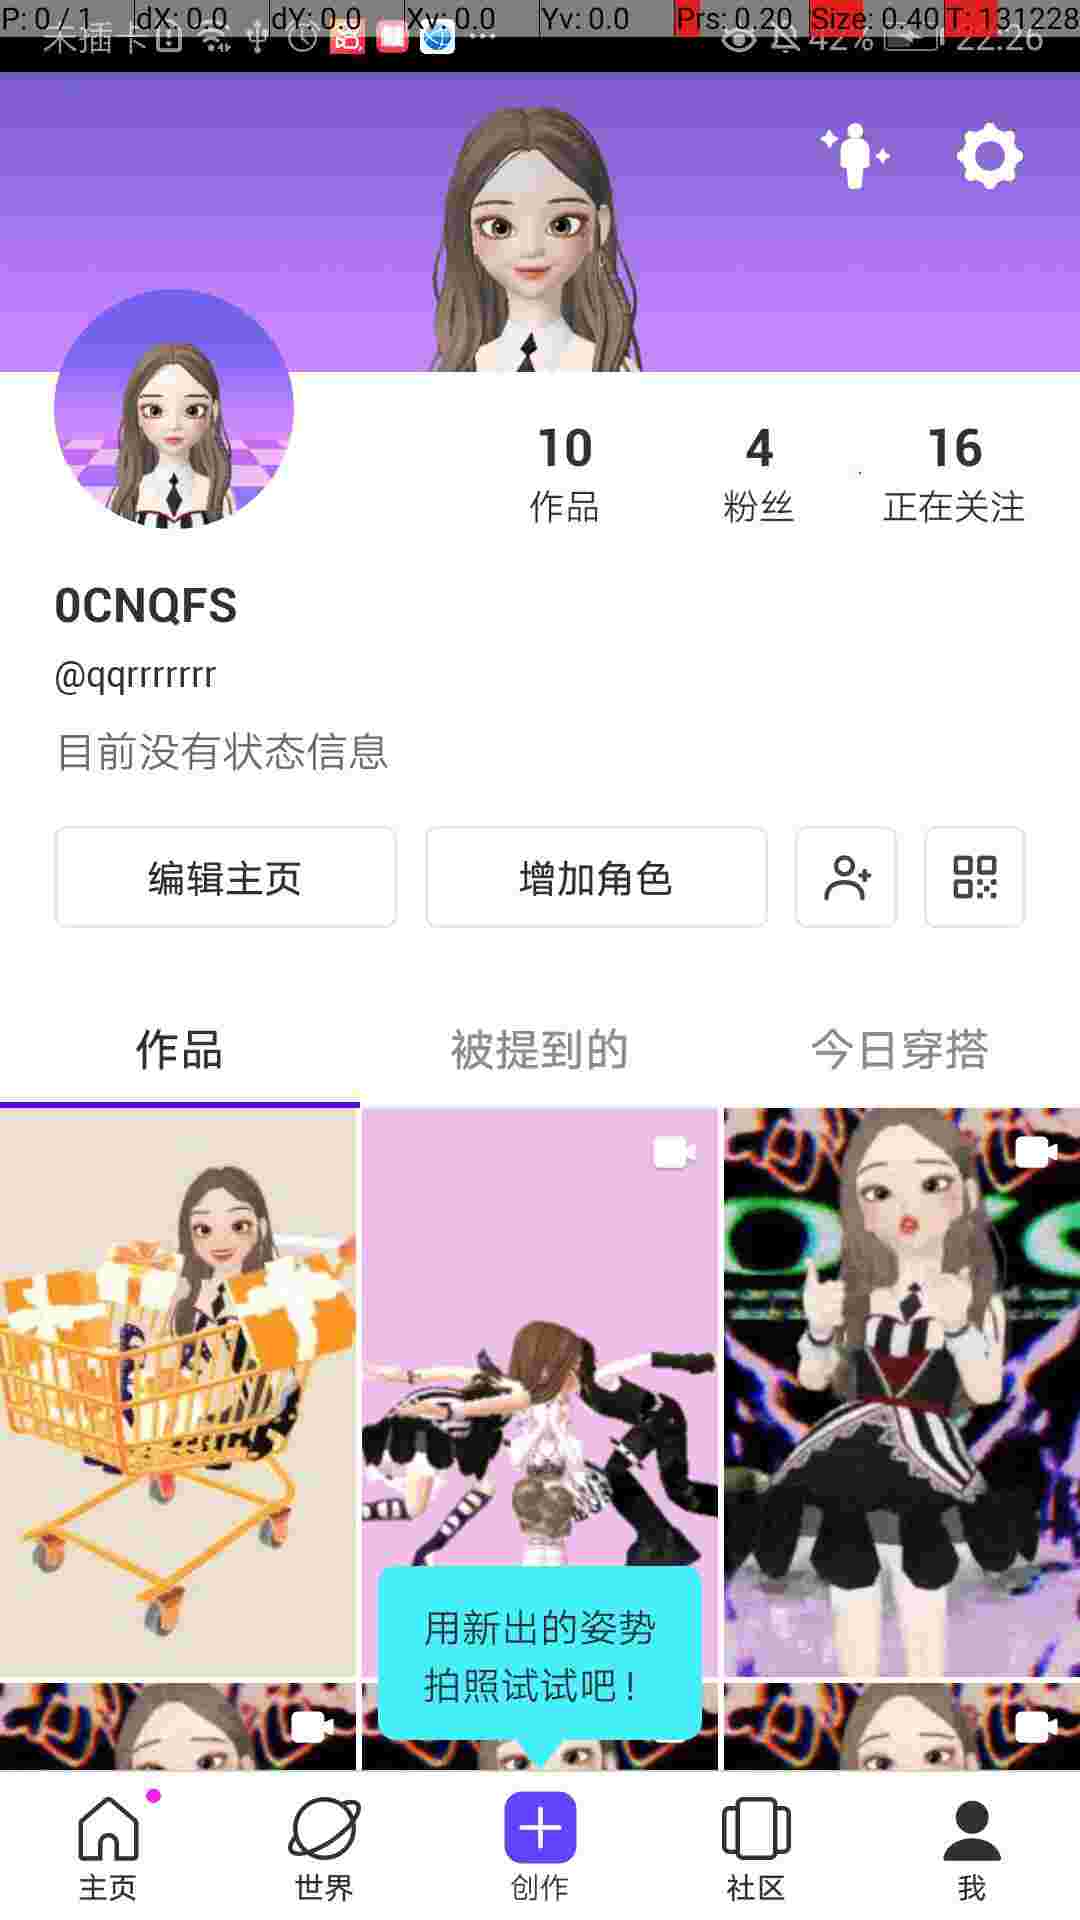 P: 0 / 1 dX: 0.0 dY: 0.0 Xv: 0.0 Yv: 0.0 Prs: 0.20 Size: 0.40 T: 131228
未插卡 42% 22:26
10 4 16
作品 粉丝 正在关注
0CNQFS
@qqrrrrrrr
目前没有状态信息
编辑主页 增加角色
作品 被提到的 今日穿搭
用新出的姿势
拍照试试吧！
主页 世界 创作 社区 我